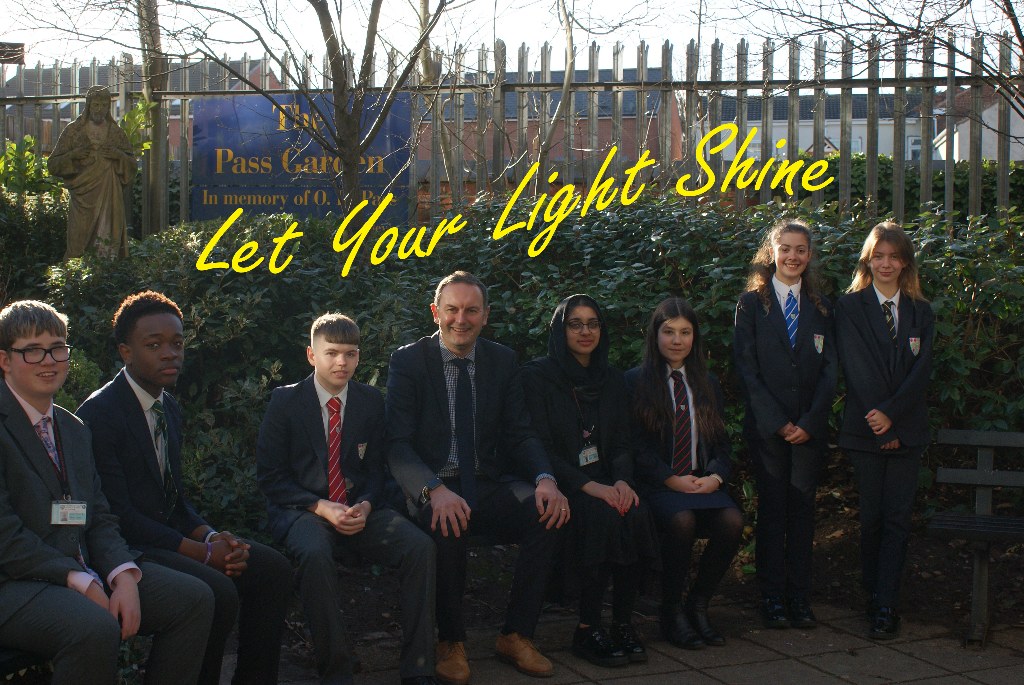 The
Pass Garden
In memory of O.
Let Your Light Shine